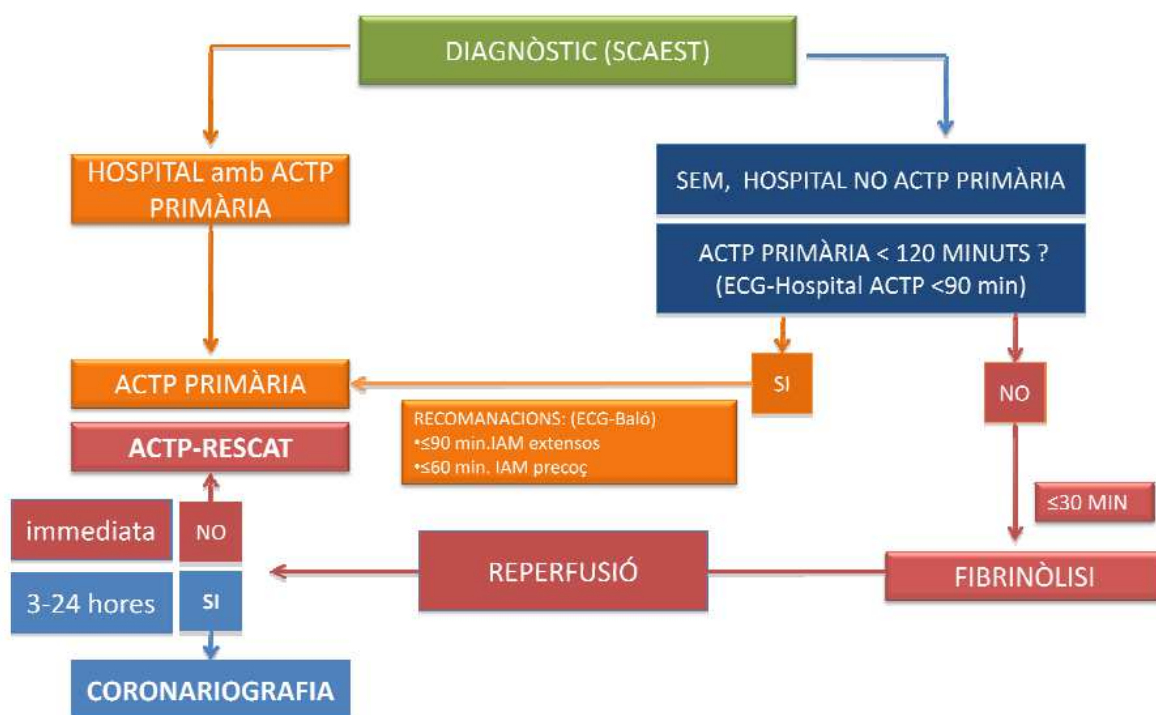 DIAGNÒSTIC (SCAEST)
HOSPITAL amb ACTP
PRIMÀRIA
SEM, HOSPITAL NO ACTP PRIMÀRIA
ACTP PRIMÀRIA < 120 MINUTS ?
(ECG-Hospital ACTP <90 min)
ACTP PRIMÀRIA
SI
NO
RECOMANACIONS: (ECG-Baló)
•≤90 min.IAM extensos
•≤60 min. IAM precoç
ACTP-RESCAT
≤30 MIN
immediata
NO
REPERFUSIÓ
FIBRINÒLISI
3-24 hores
SI
CORONARIOGRAFIA